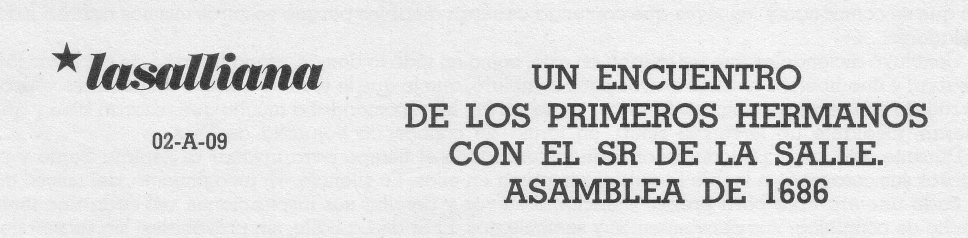 ★ lasalliana
02-A-09
UN ENCUENTRO
DE LOS PRIMEROS HERMANOS
CON EL SR DE LA SALLE.
ASAMBLEA DE 1686